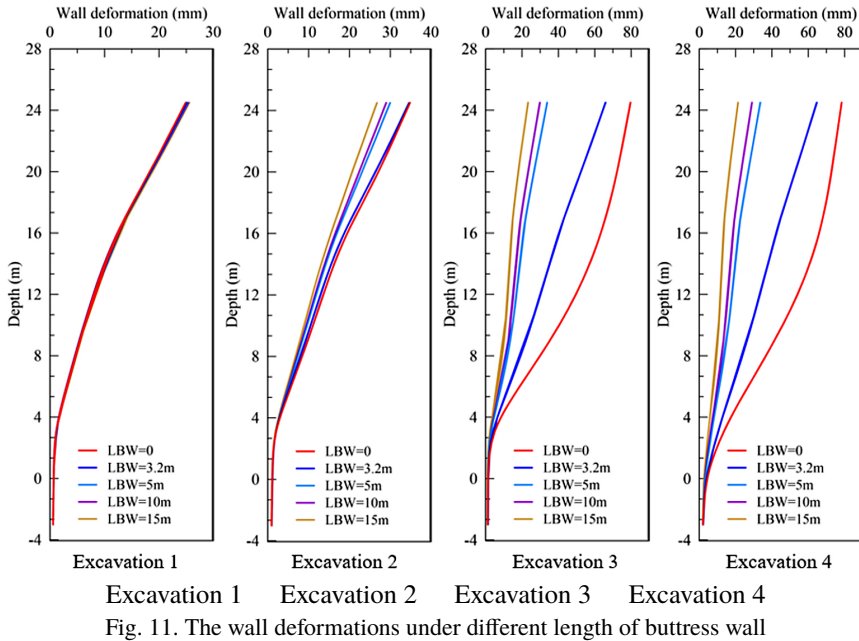 Wall deformation (mm) Wall deformation (mm) Wall deformation (mm) Wall deformation (mm)
0 10 20 30 0 10 20 30 40 0 20 40 60 80 0 20 40 60 80
28 28 28 28
24 24 24 24
20 20 20 20
16 16 16 16
12 12 12 12
8 8 8 8
4 4 4 4
0 0 0 0
-4 -4 -4 -4
Depth (m) Depth (m) Depth (m) Depth (m)
LBW=0 LBW=0 LBW=0 LBW=0
LBW=3.2m LBW=3.2m LBW=3.2m LBW=3.2m
LBW=5m LBW=5m LBW=5m LBW=5m
LBW=10m LBW=10m LBW=10m LBW=10m
LBW=15m LBW=15m LBW=15m LBW=15m
Excavation 1 Excavation 2 Excavation 3 Excavation 4
Excavation 1 Excavation 2 Excavation 3 Excavation 4
Fig. 11. The wall deformations under different length of buttress wall